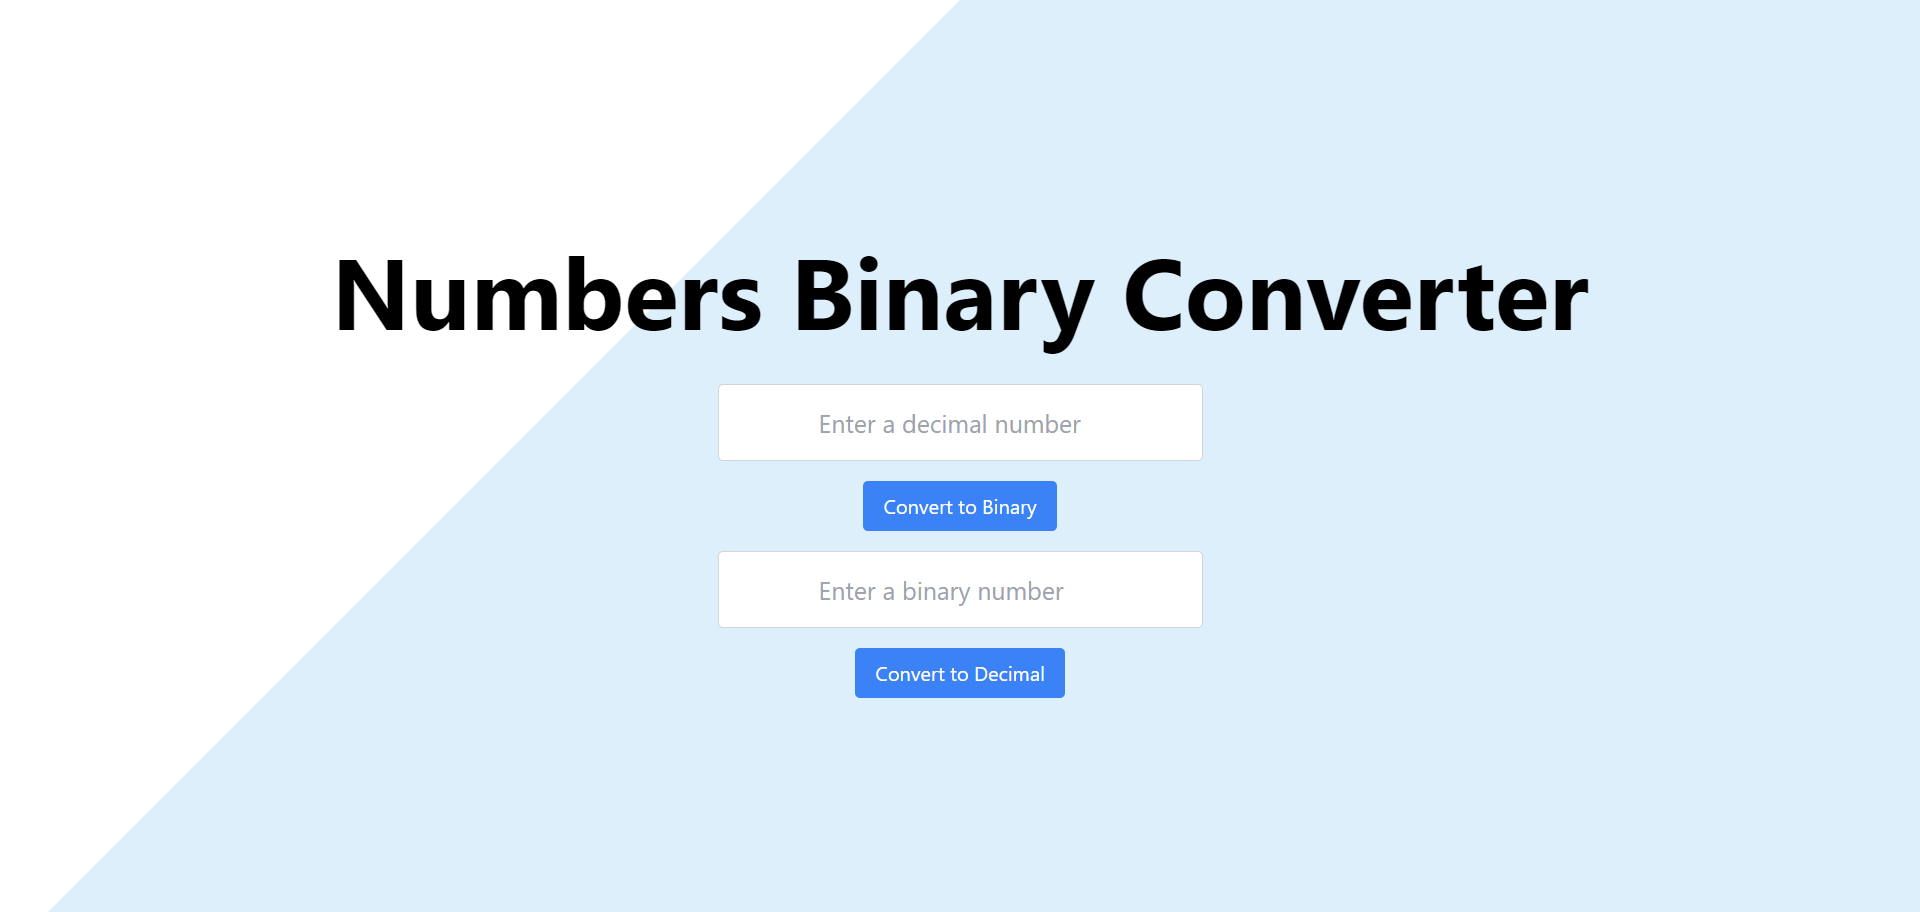 Numbers Binary Converter
Enter a decimal number
Convert to Binary
Enter a binary number
Convert to Decimal